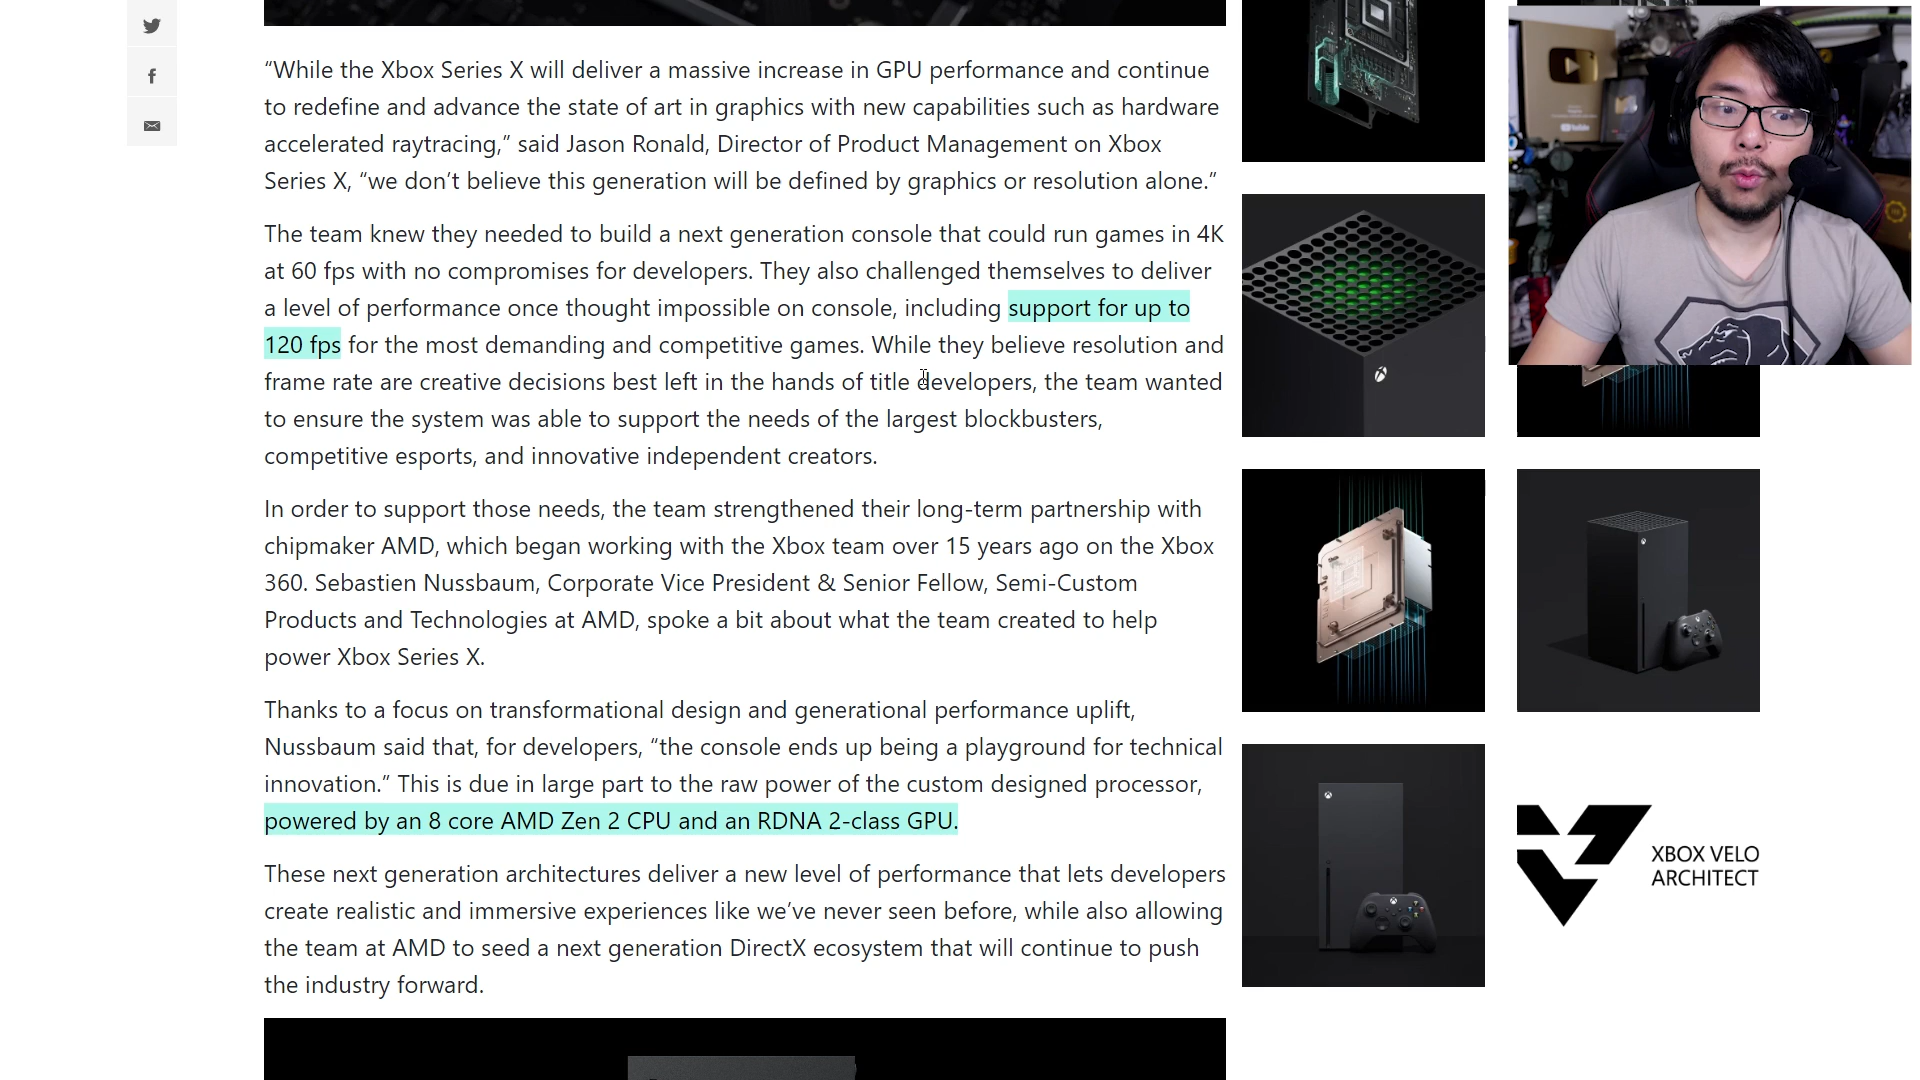 “While the Xbox Series X will deliver a massive increase in GPU performance and continue
to redefine and advance the state of art in graphics with new capabilities such as hardware
accelerated raytracing,” said Jason Ronald, Director of Product Management on Xbox
Series X, “we don’t believe this generation will be defined by graphics or resolution alone.”
The team knew they needed to build a next generation console that could run games in 4K
at 60 fps with no compromises for developers. They also challenged themselves to deliver
a level of performance once thought impossible on console, including support for up to
120 fps for the most demanding and competitive games. While they believe resolution and
frame rate are creative decisions best left in the hands of title developers, the team wanted
to ensure the system was able to support the needs of the largest blockbusters,
competitive esports, and innovative independent creators.
In order to support those needs, the team strengthened their long-term partnership with
chipmaker AMD, which began working with the Xbox team over 15 years ago on the Xbox
360. Sebastien Nussbaum, Corporate Vice President & Senior Fellow, Semi-Custom
Products and Technologies at AMD, spoke a bit about what the team created to help
power Xbox Series X.
Thanks to a focus on transformational design and generational performance uplift,
Nussbaum said that, for developers, “the console ends up being a playground for technical
innovation.” This is due in large part to the raw power of the custom designed processor,
powered by an 8 core AMD Zen 2 CPU and an RDNA 2-class GPU.
These next generation architectures deliver a new level of performance that lets developers
create realistic and immersive experiences like we’ve never seen before, while also allowing
the team at AMD to seed a next generation DirectX ecosystem that will continue to push
the industry forward.
XBOX VELO
ARCHITECT